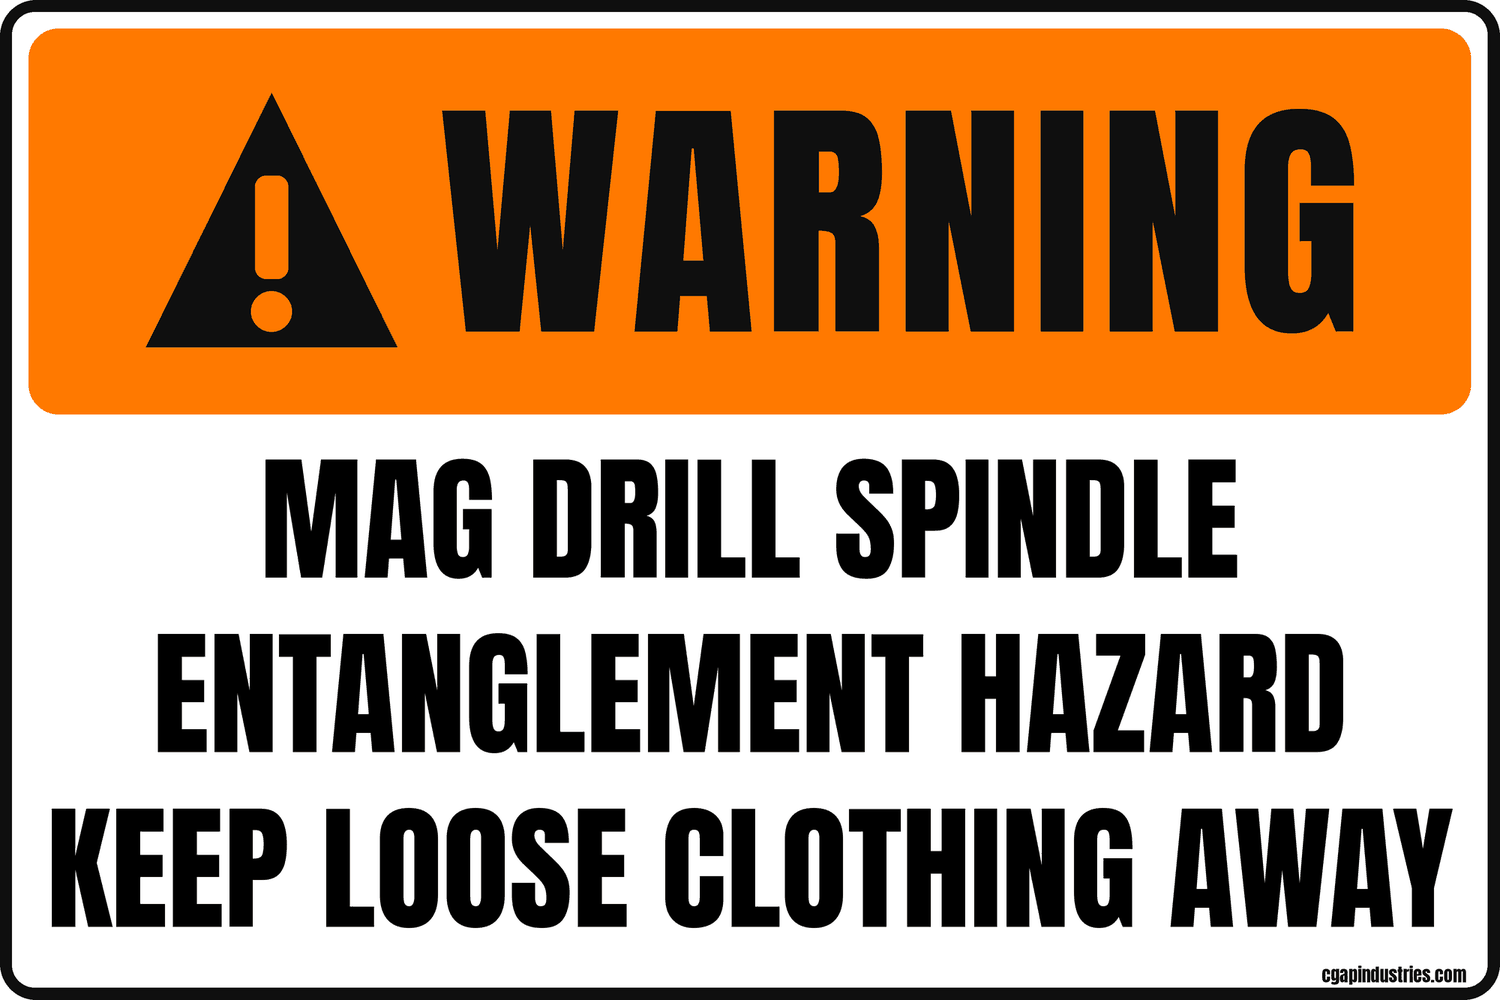 WARNING
MAG DRILL SPINDLE
ENTANGLEMENT HAZARD
KEEP LOOSE CLOTHING AWAY
cgapindustries.com